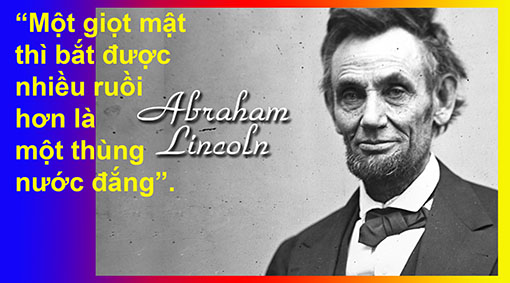 “Một giọt mật
thì bắt được
nhiều ruồi
hơn là
một thùng
nước đắng”.
Abraham
Lincoln